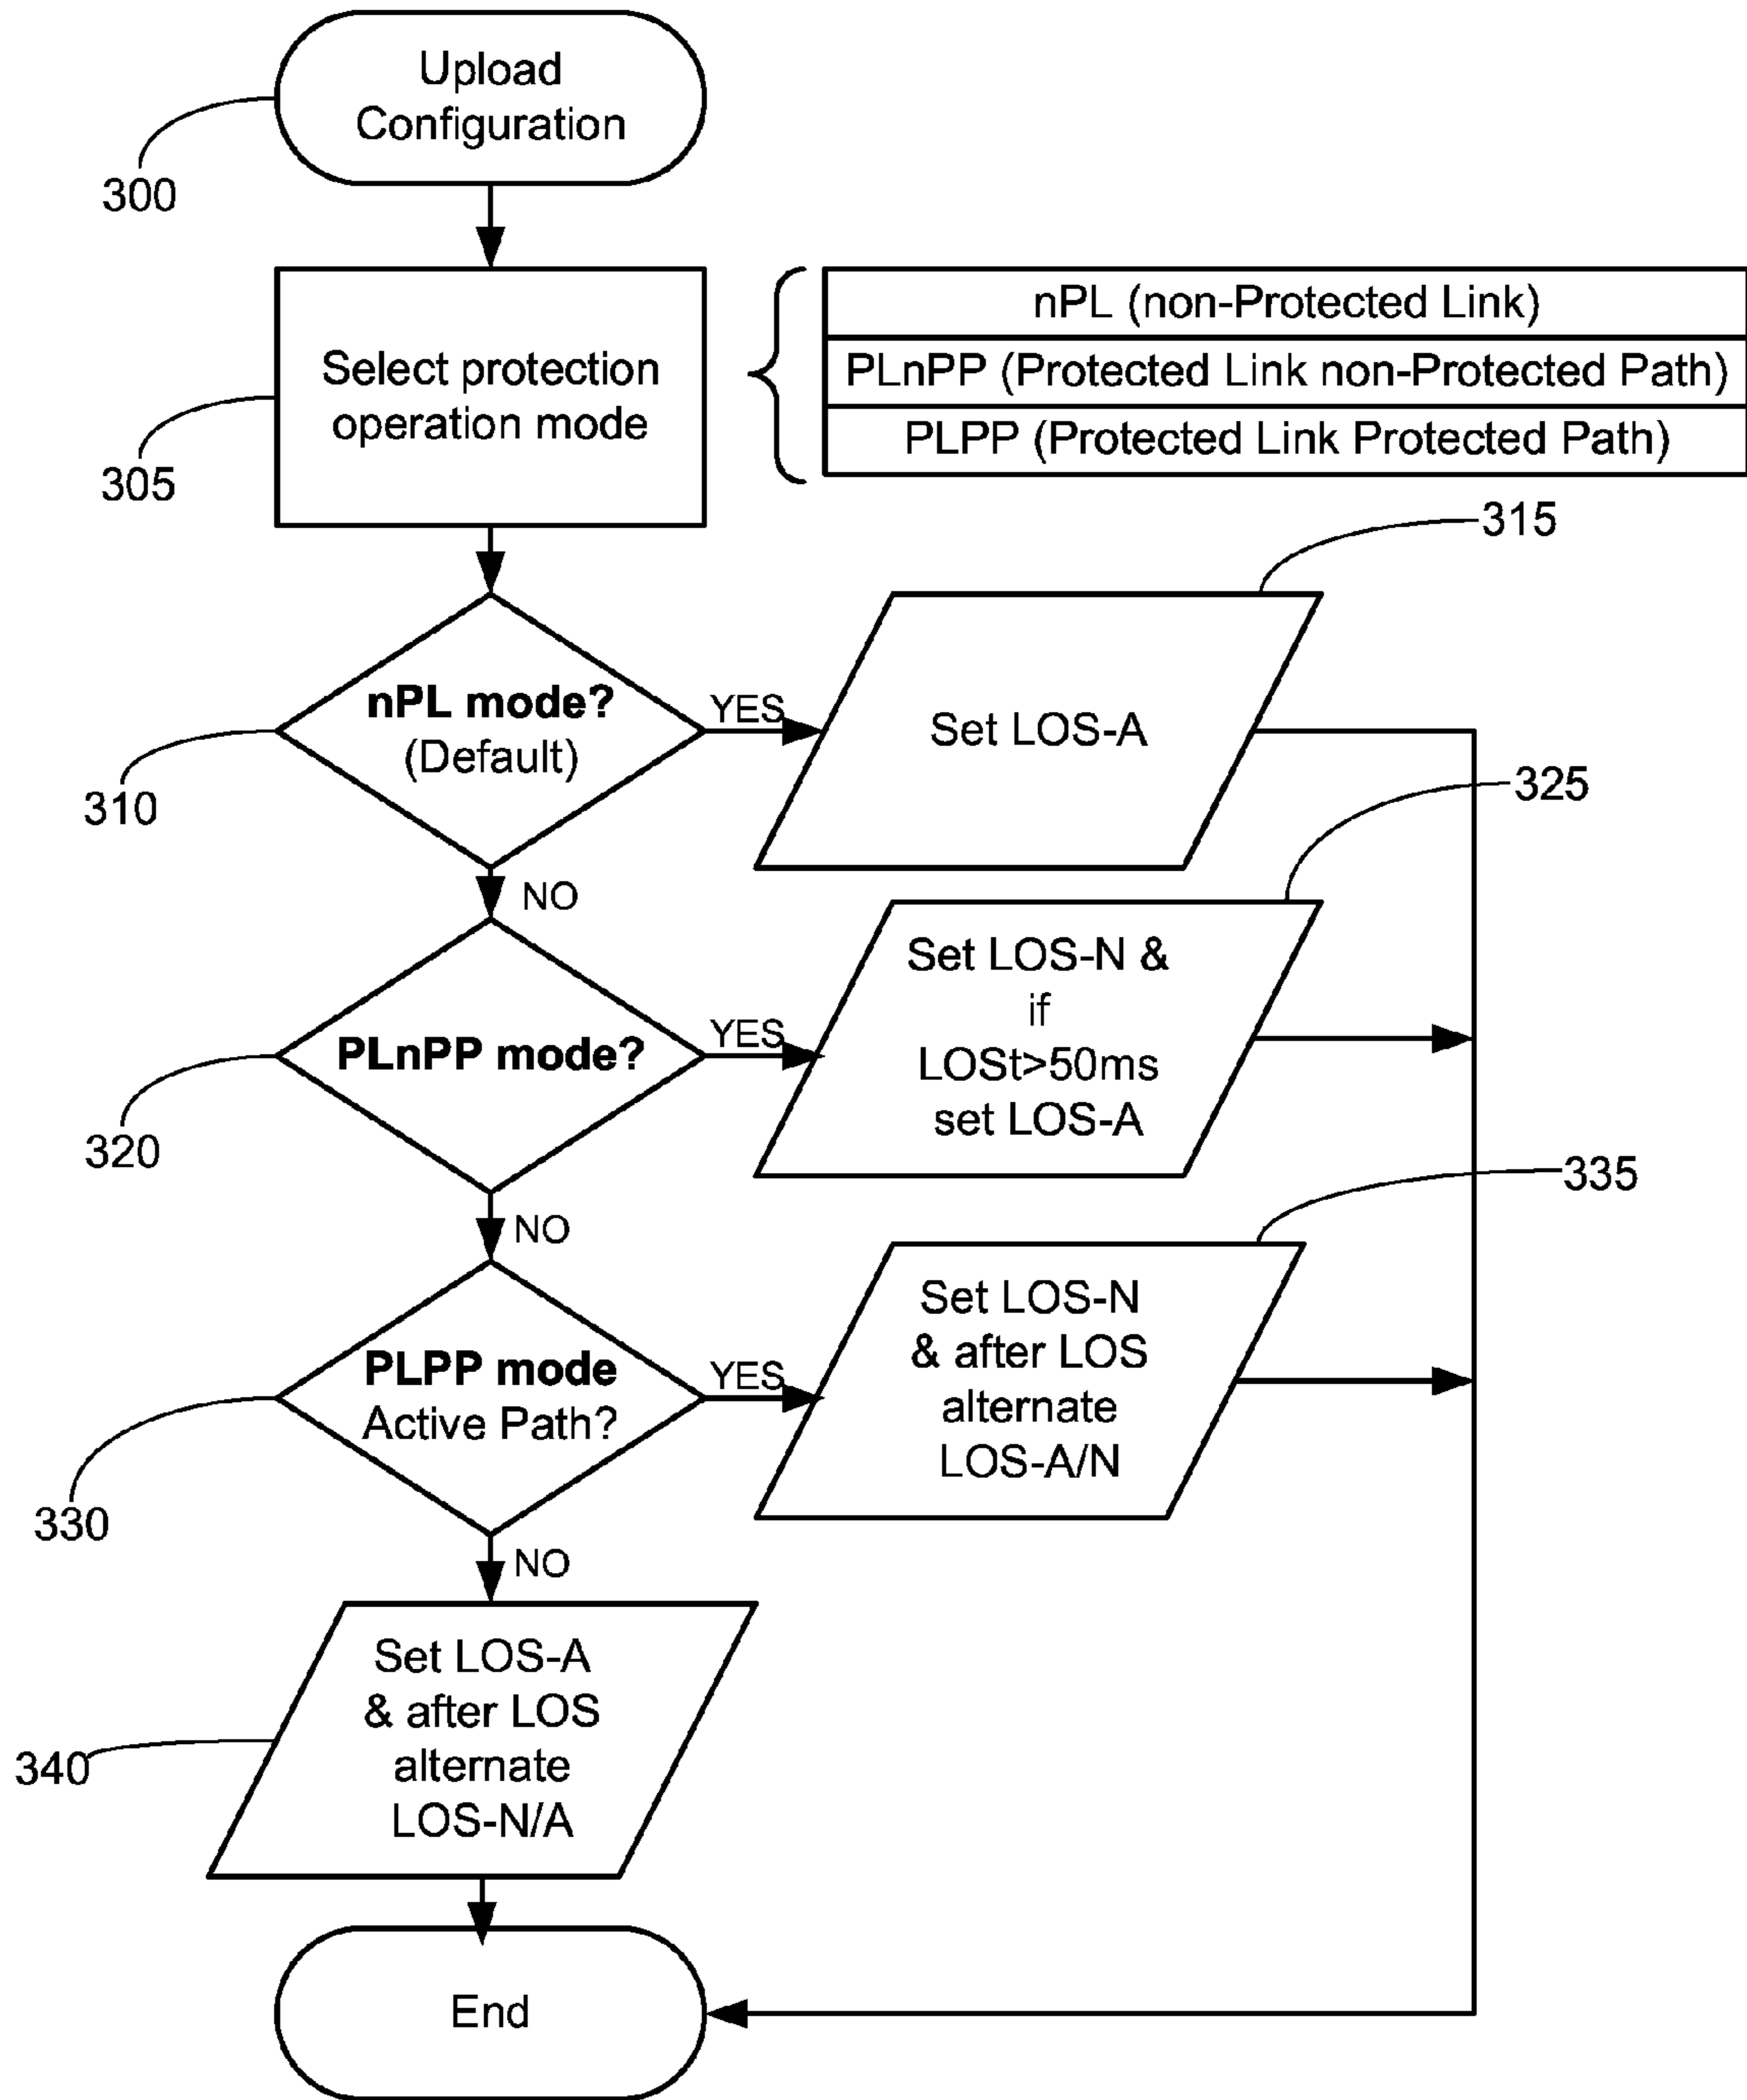 Upload
Configuration
300
Select protection
operation mode
305
nPL (non-Protected Link)
PLnPP (Protected Link non-Protected Path)
PLPP (Protected Link Protected Path)
315
nPL mode?
(Default)
YES
310
Set LOS-A
325
NO
PLnPP mode?
YES
320
Set LOS-N &
if
LOSt>50ms
set LOS-A
335
NO
PLPP mode
Active Path?
YES
330
Set LOS-N
& after LOS
alternate
LOS-A/N
NO
Set LOS-A
& after LOS
alternate
LOS-N/A
340
End